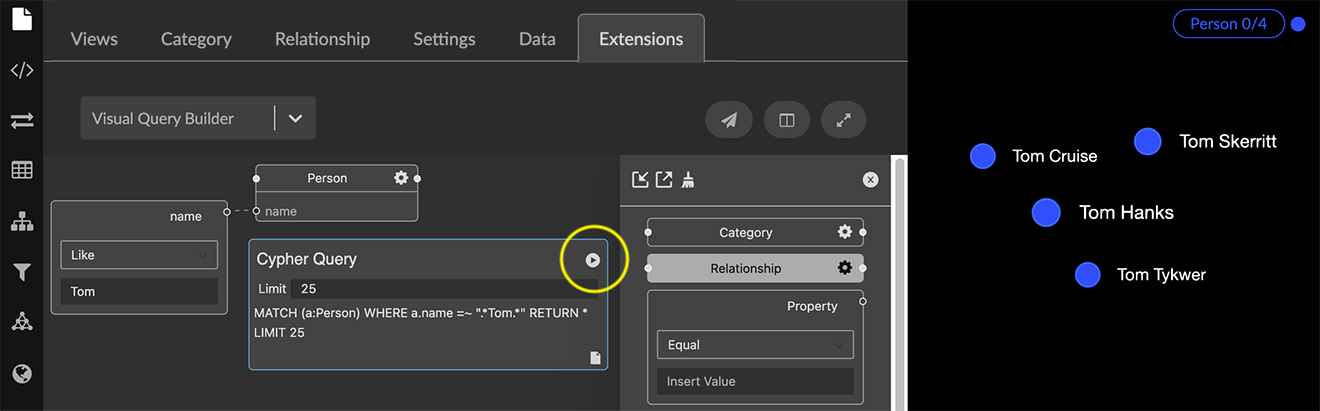 Views Category Relationship Settings Data Extensions
Person 0/4
Visual Query Builder
Person
name
name
Like
Tom
Cypher Query
Limit 25
MATCH (a:Person) WHERE a.name =~ ".*Tom.*" RETURN *
LIMIT 25
Category
Relationship
Property
Equal
Insert Value
Tom Cruise
Tom Skerritt
Tom Hanks
Tom Tykwer